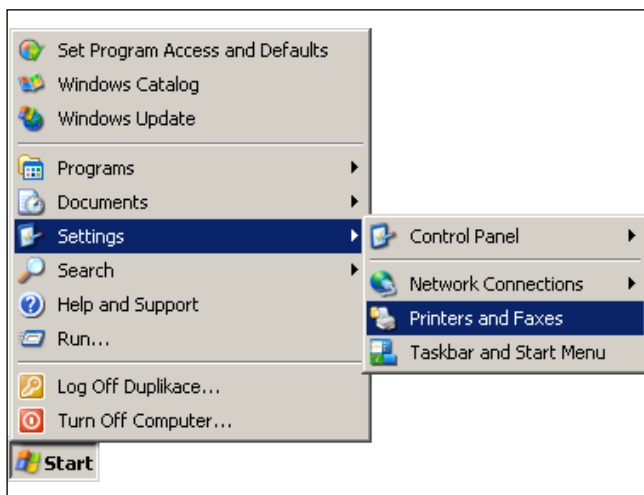 Set Program Access and Defaults
Windows Catalog
Windows Update
Programs
Documents
Settings
Search
Help and Support
Run...
Log Off Duplikace...
Turn Off Computer...
Start
Control Panel
Network Connections
Printers and Faxes
Taskbar and Start Menu